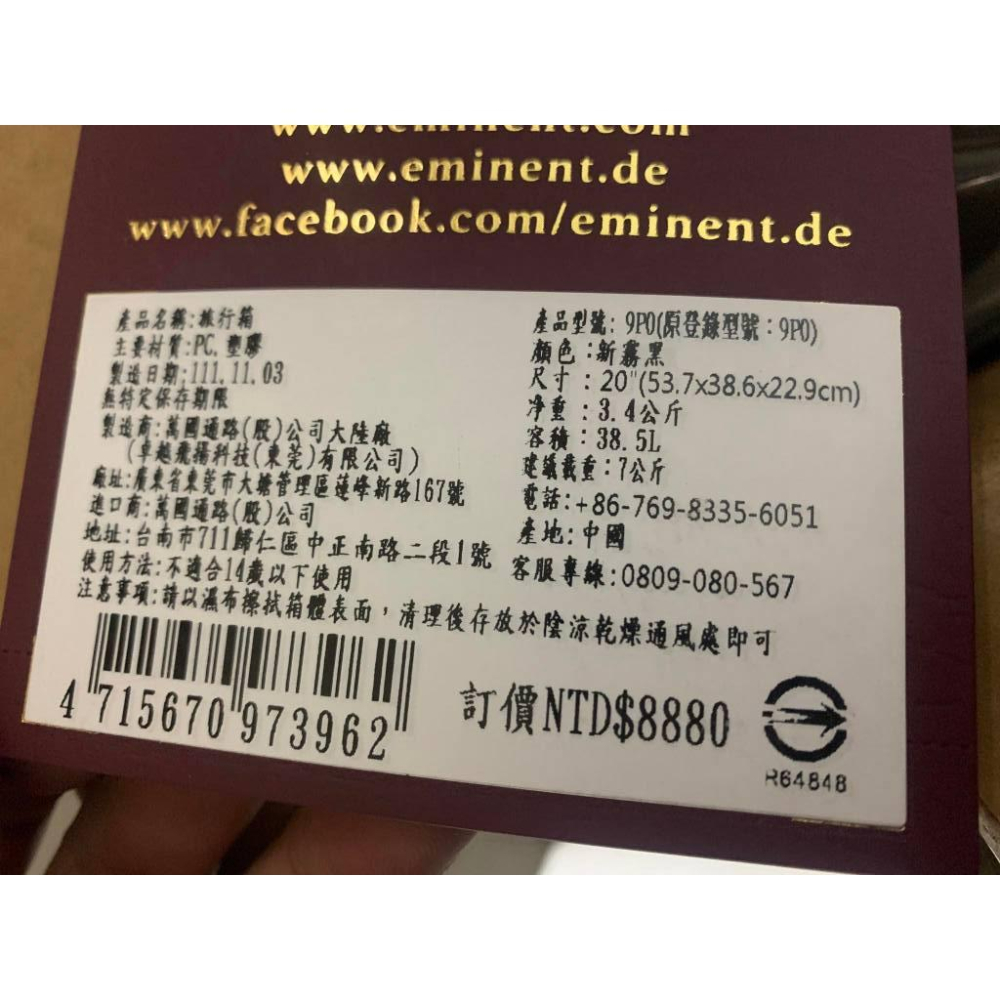 www.eminent.com
www.eminent.de
www.facebook.com/eminent.de
產品名稱:旅行箱
主要材質:PC,塑膠
製造日期:111.11.03
無特定保存期限
製造商:萬國通路(股)公司大陸廠
(卓越飛揚科技(東莞)有限公司)
廠址:廣東省東莞市大塘管理區蓮峰新路167號
進口商:萬國通路(股)公司
地址:台南市711歸仁區中正南路二段1號
使用方法:不適合14歲以下使用
注意事項:請以濕布擦拭箱體表面,清理後存放於陰涼乾燥通風處即可
產品型號:9P0(原登錄型號:9P0)
顏色:新霧黑
尺寸:20"(53.7x38.6x22.9cm)
淨重:3.4公斤
容積:38.5L
建議載重:7公斤
電話:+86-769-8335-6051
產地:中國
客服專線:0809-080-567
4 715670 973962
訂價NTD$8880
R64848